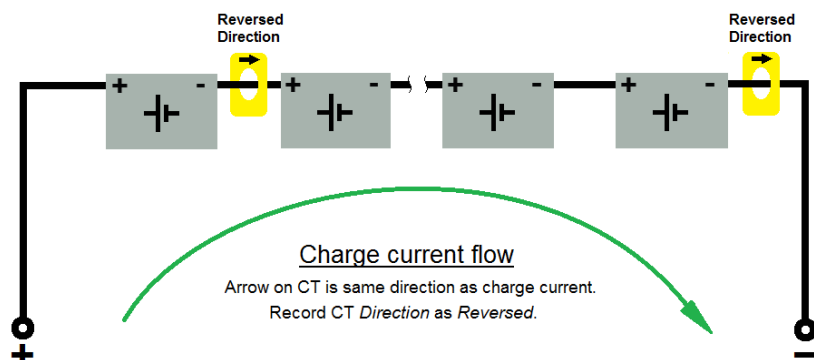 Reversed
Direction
Reversed
Direction
+ - + - + - + -
Charge current flow
Arrow on CT is same direction as charge current.
Record CT Direction as Reversed.
+ -